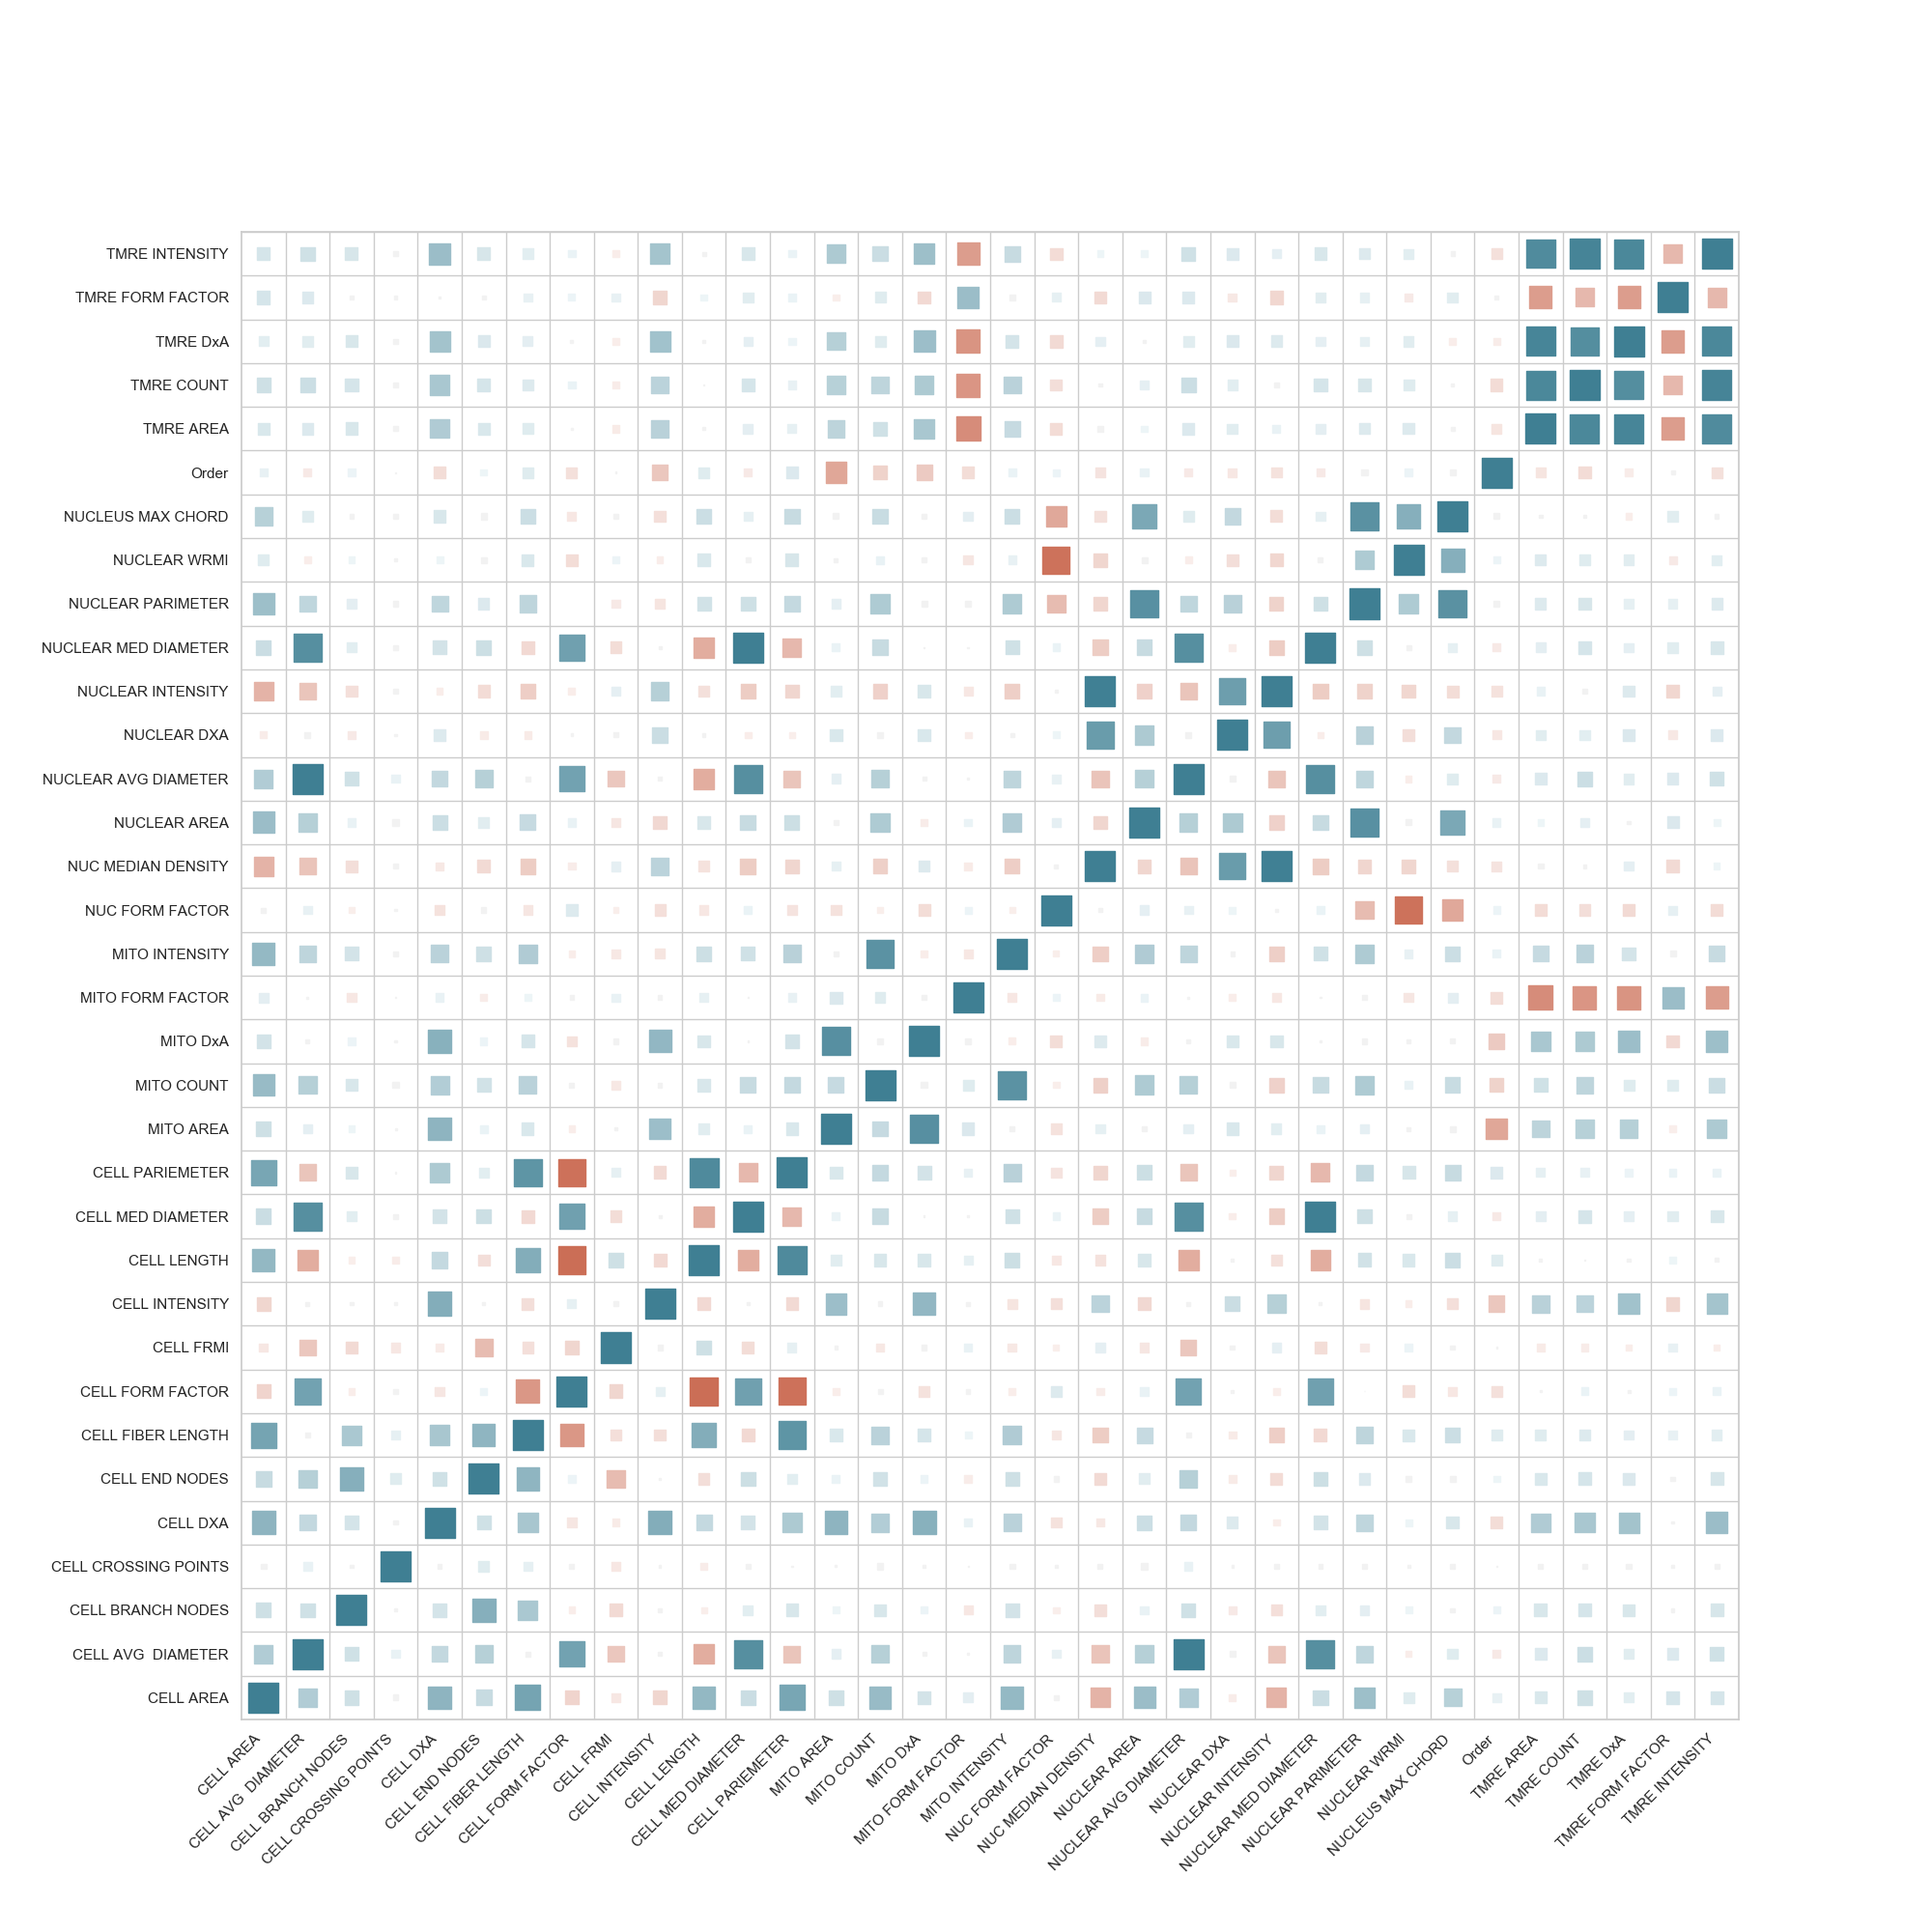 TMRE INTENSITY
TMRE FORM FACTOR
TMRE DxA
TMRE COUNT
TMRE AREA
Order
NUCLEUS MAX CHORD
NUCLEAR WRMI
NUCLEAR PARIMETER
NUCLEAR MED DIAMETER
NUCLEAR INTENSITY
NUCLEAR DXA
NUCLEAR AVG DIAMETER
NUCLEAR AREA
NUC MEDIAN DENSITY
NUC FORM FACTOR
MITO INTENSITY
MITO FORM FACTOR
MITO DxA
MITO COUNT
MITO AREA
CELL PARIEMETER
CELL MED DIAMETER
CELL LENGTH
CELL INTENSITY
CELL FRMI
CELL FORM FACTOR
CELL FIBER LENGTH
CELL END NODES
CELL DXA
CELL CROSSING POINTS
CELL BRANCH NODES
CELL AVG  DIAMETER
CELL AREA
CELL AREA
CELL AVG  DIAMETER
CELL BRANCH NODES
CELL CROSSING POINTS
CELL DXA
CELL END NODES
CELL FIBER LENGTH
CELL FORM FACTOR
CELL FRMI
CELL INTENSITY
CELL LENGTH
CELL MED DIAMETER
CELL PARIEMETER
MITO AREA
MITO COUNT
MITO DxA
MITO FORM FACTOR
MITO INTENSITY
NUC FORM FACTOR
NUC MEDIAN DENSITY
NUCLEAR AREA
NUCLEAR AVG DIAMETER
NUCLEAR DXA
NUCLEAR INTENSITY
NUCLEAR MED DIAMETER
NUCLEAR PARIMETER
NUCLEAR WRMI
NUCLEUS MAX CHORD
Order
TMRE AREA
TMRE COUNT
TMRE DxA
TMRE FORM FACTOR
TMRE INTENSITY